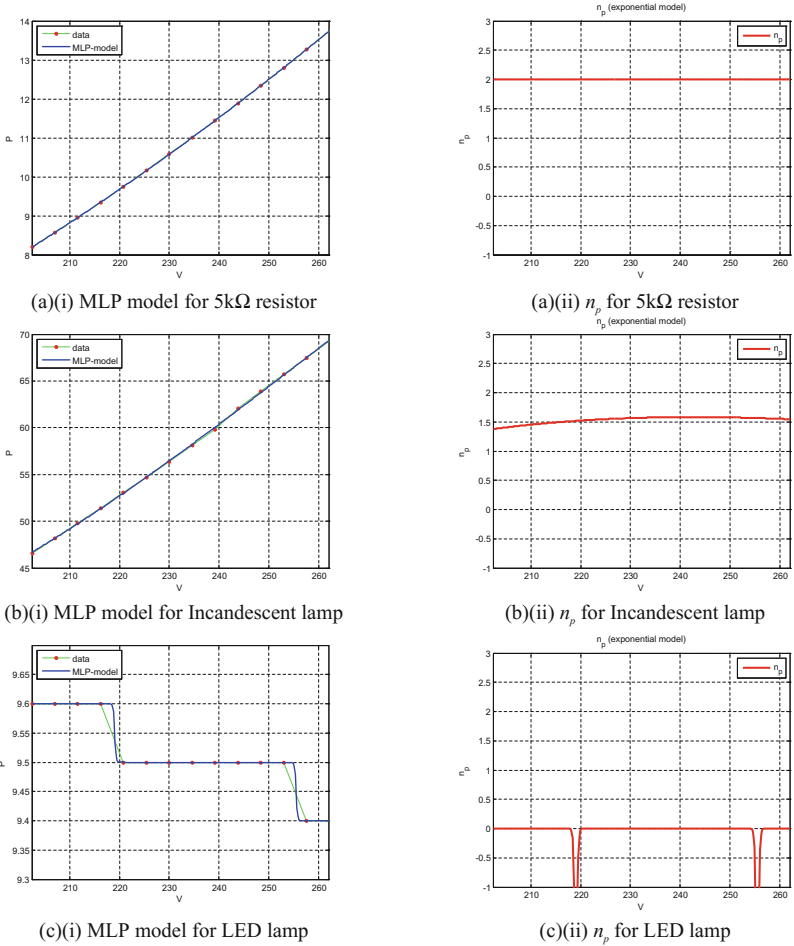 n_p (exponential model)
14
13
12
11
10
9
8
P
data
MLP-model
210 220 230 240 250 260
V
3
2.5
2
1.5
1
0.5
0
-0.5
-1
n_p
n_p
210 220 230 240 250 260
V
(a)(i) MLP model for 5kΩ resistor
(a)(ii) n_p for 5kΩ resistor
n_p (exponential model)
70
65
60
55
50
45
P
data
MLP-model
210 220 230 240 250 260
V
3
2.5
2
1.5
1
0.5
0
-0.5
-1
n_p
n_p
210 220 230 240 250 260
V
(b)(i) MLP model for Incandescent lamp
(b)(ii) n_p for Incandescent lamp
n_p (exponential model)
9.65
9.6
9.55
9.5
9.45
9.4
9.35
9.3
P
data
MLP-model
210 220 230 240 250 260
V
3
2.5
2
1.5
1
0.5
0
-0.5
-1
n_p
n_p
210 220 230 240 250 260
V
(c)(i) MLP model for LED lamp
(c)(ii) n_p for LED lamp